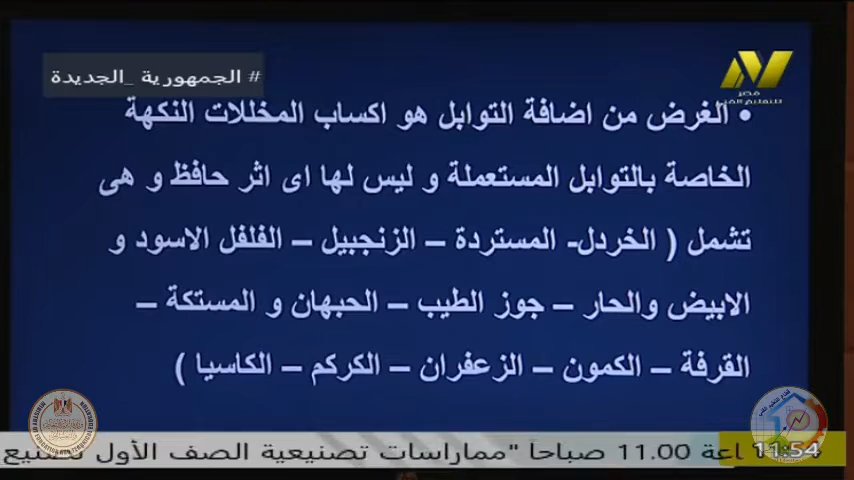 # الجمهورية _الجديدة
مصر
• الغرض من اضافة التوابل هو اكساب المخللات النكهة
الخاصة بالتوابل المستعملة و ليس لها اى اثر حافظ و هى
تشمل ( الخردل- المستردة – الزنجبيل – الفلفل الاسود و
الابيض والحار – جوز الطيب – الحبهان و المستكة –
القرفة – الكمون – الزعفران – الكركم – الكاسيا )
اعة 11.00 صباحاً "ممارسات تصنيعية الصف الأول
11:54